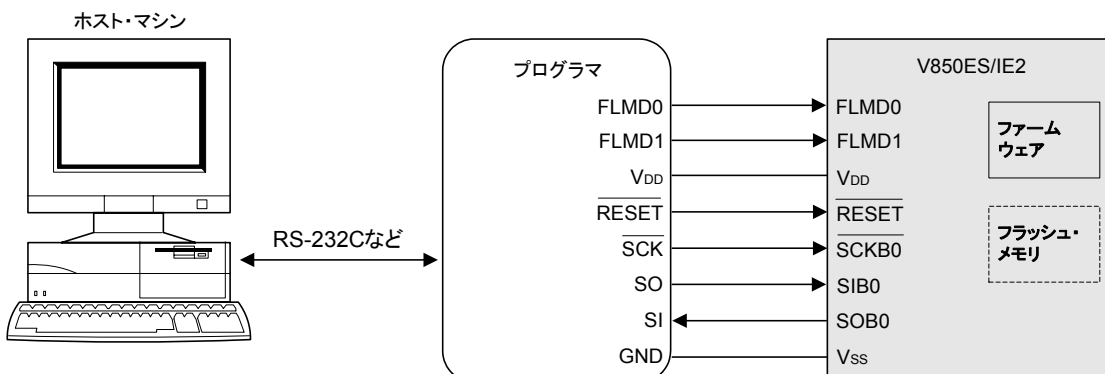 ホスト・マシン
RS-232Cなど
プログラマ
FLMD0
FLMD1
VDD
RESET
SCK
SO
SI
GND
V850ES/IE2
FLMD0
FLMD1
VDD
RESET
SCKB0
SIB0
SOB0
VSS
ファーム
ウェア
フラッシュ・
メモリ